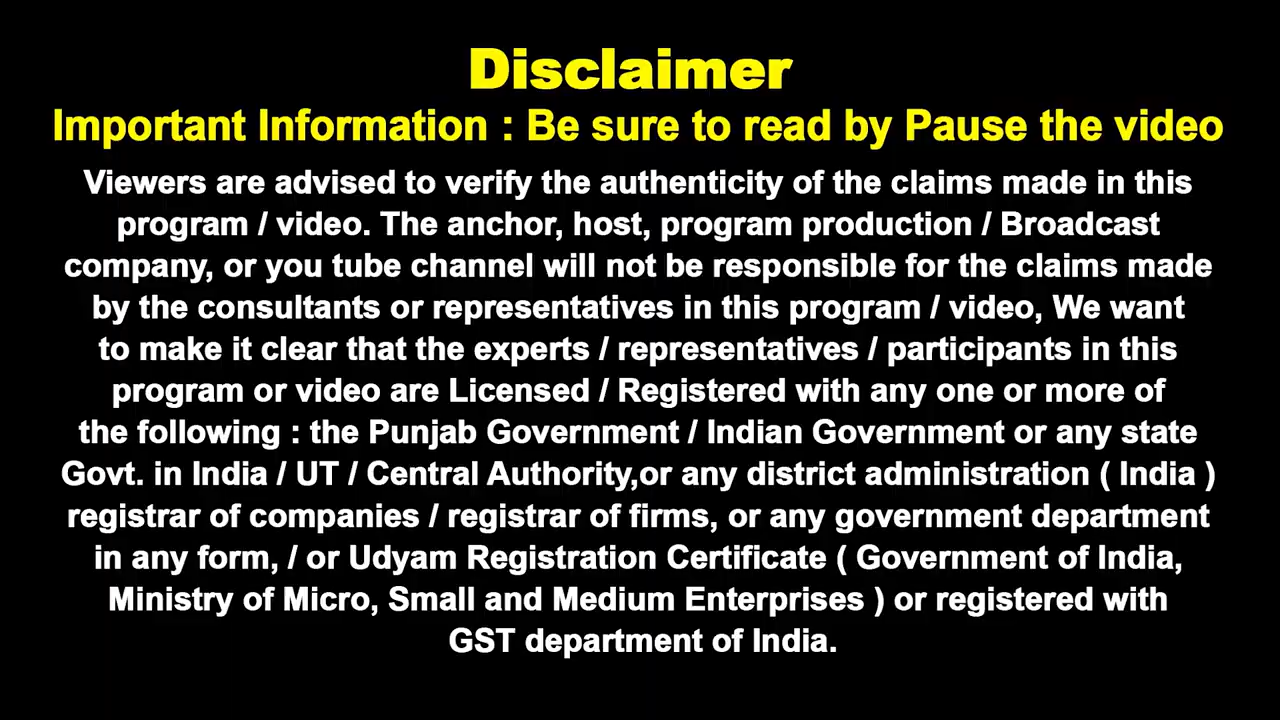 Disclaimer
Important Information : Be sure to read by Pause the video
Viewers are advised to verify the authenticity of the claims made in this
program / video. The anchor, host, program production / Broadcast
company, or you tube channel will not be responsible for the claims made
by the consultants or representatives in this program / video, We want
to make it clear that the experts / representatives / participants in this
program or video are Licensed / Registered with any one or more of
the following : the Punjab Government / Indian Government or any state
Govt. in India / UT / Central Authority,or any district administration ( India )
registrar of companies / registrar of firms, or any government department
in any form, / or Udyam Registration Certificate ( Government of India,
Ministry of Micro, Small and Medium Enterprises ) or registered with
GST department of India.